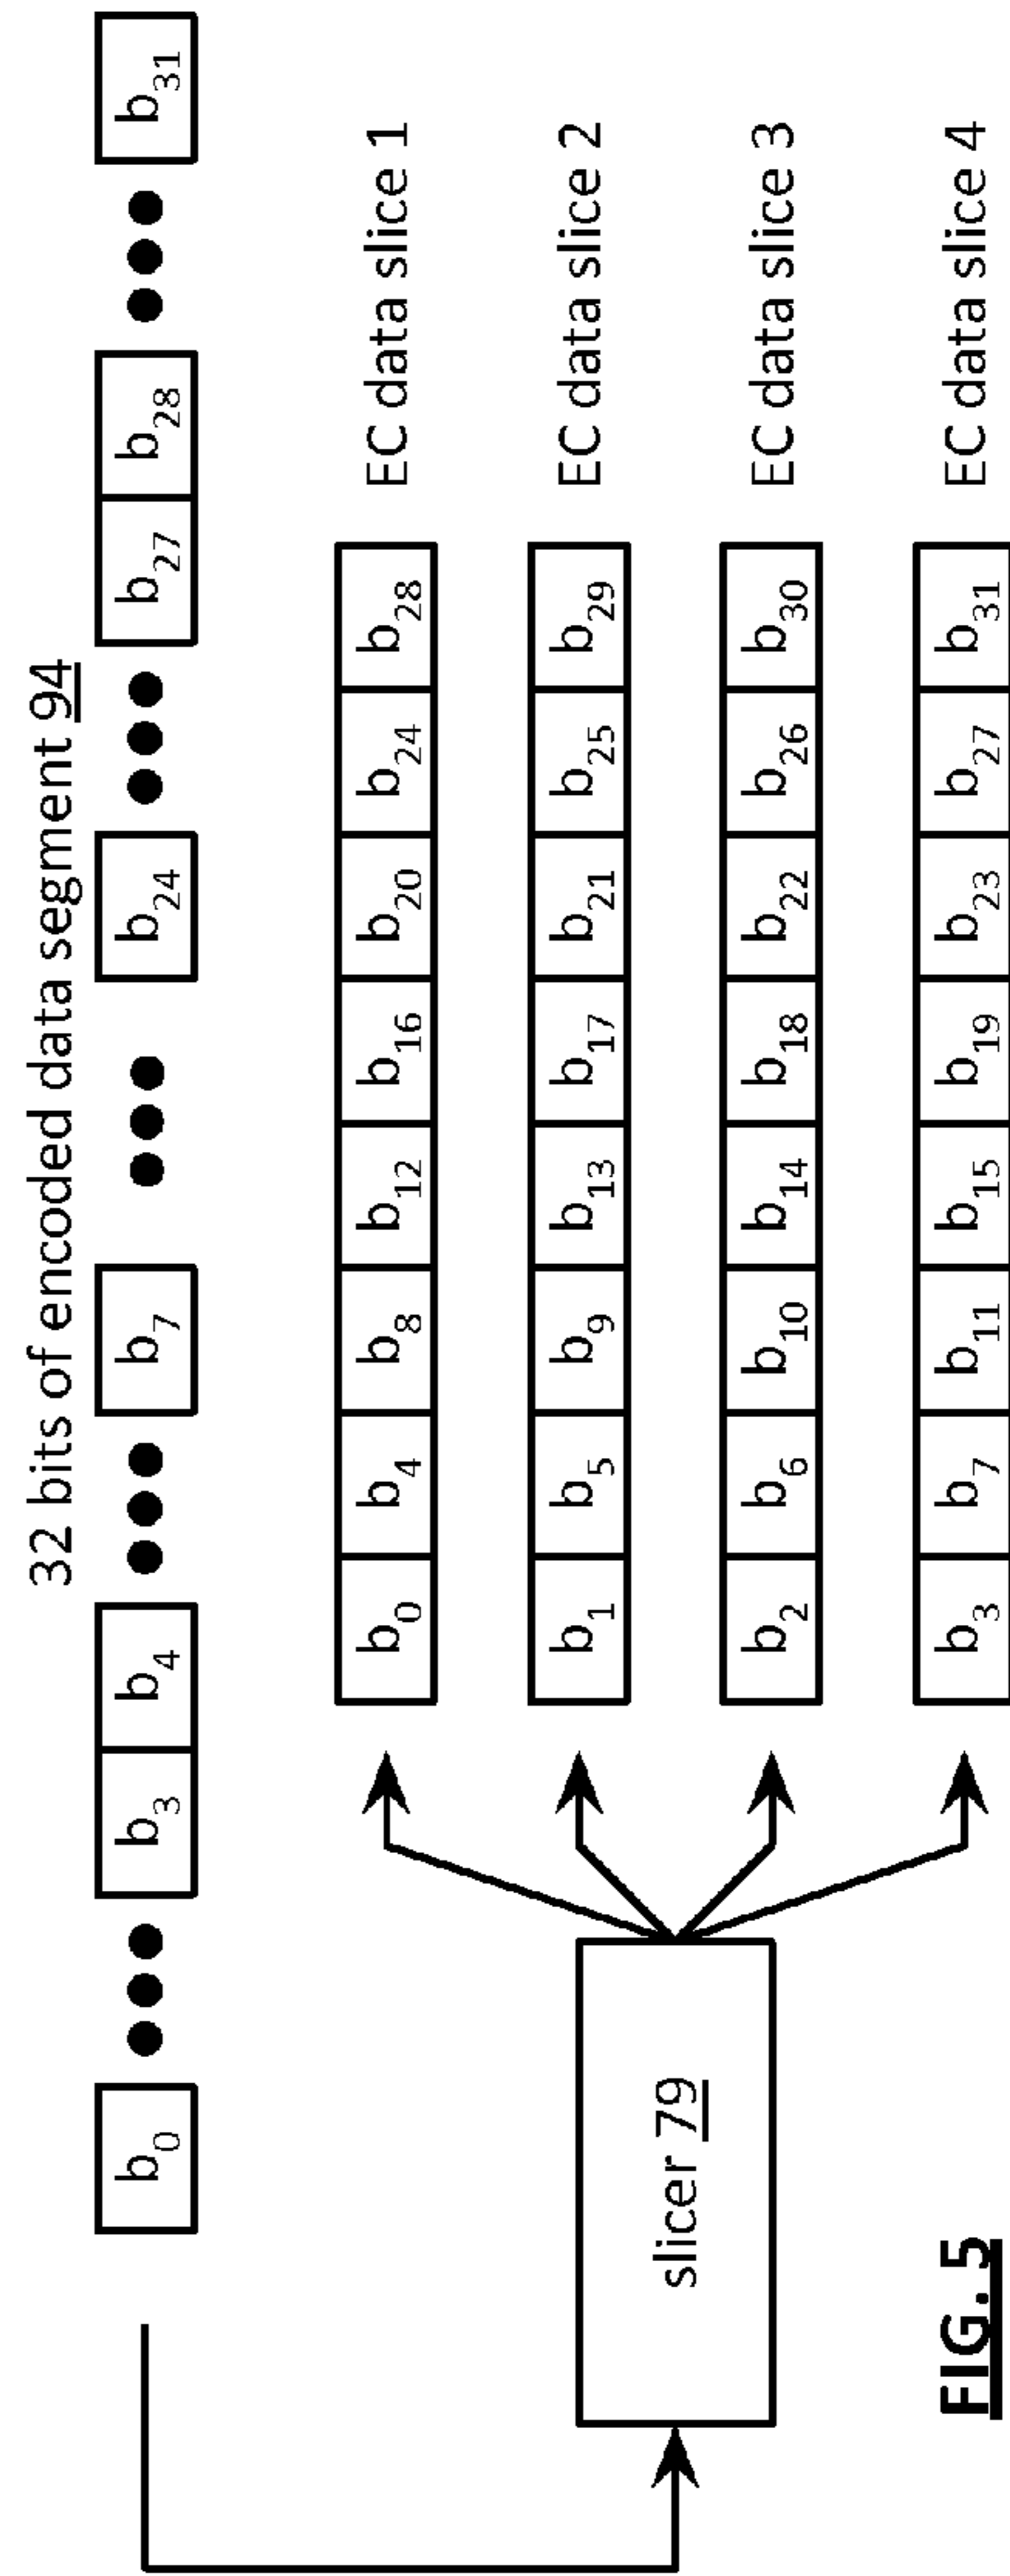 32 bits of encoded data segment 94
b0 ●●● b3 b4 ●●● b7 ●●● b24 ●●● b27 b28 ●●● b31
b0 b4 b8 b12 b16 b20 b24 b28 EC data slice 1
b1 b5 b9 b13 b17 b21 b25 b29 EC data slice 2
slicer 79
b2 b6 b10 b14 b18 b22 b26 b30 EC data slice 3
b3 b7 b11 b15 b19 b23 b27 b31 EC data slice 4
FIG. 5